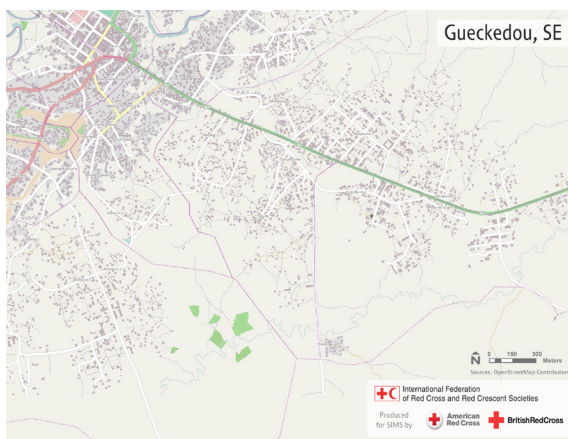 Gueckedou, SE
N
0 150 300
Meters
Sources: OpenStreetMap Contributors
International Federation
of Red Cross and Red Crescent Societies
Produced
for SIMS by
American
Red Cross
BritishRedCross